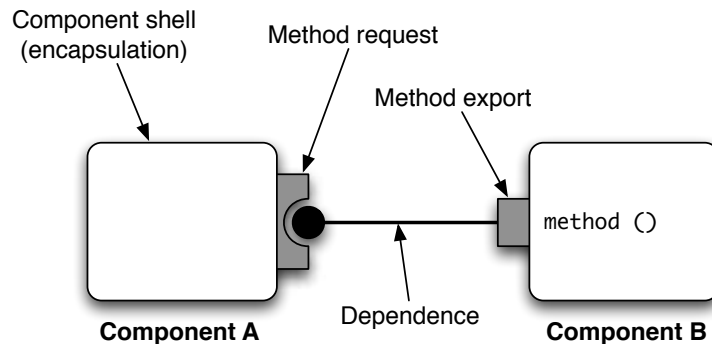 Component shell
(encapsulation)
Method request
Method export
method ()
Dependence
Component A
Component B